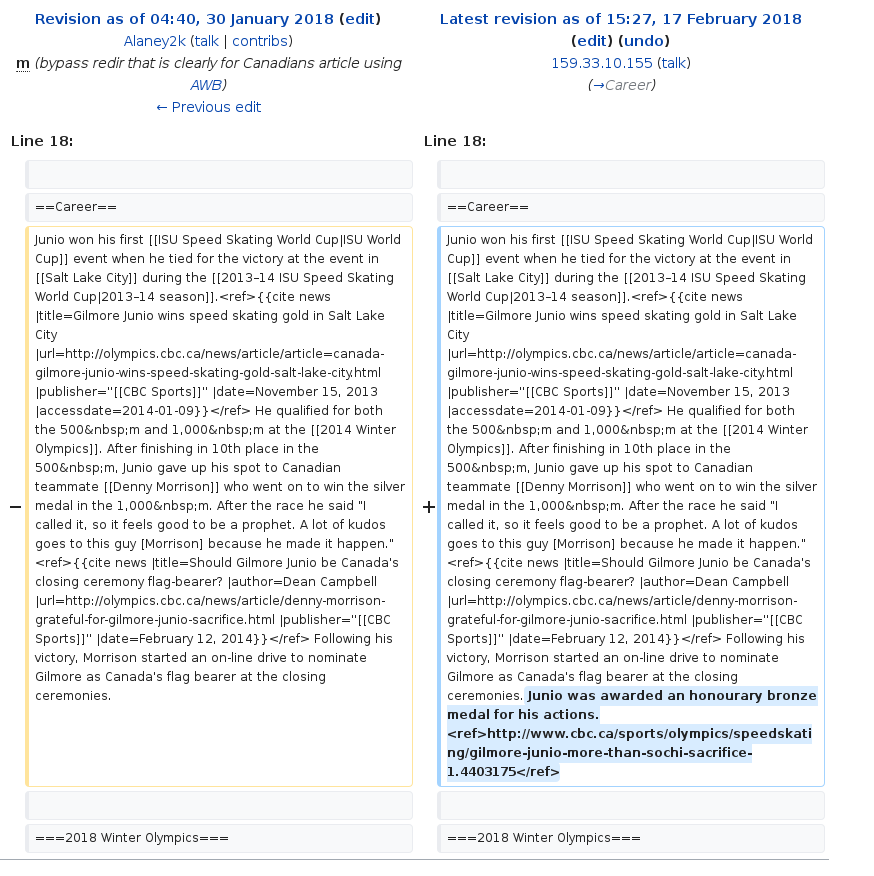 Revision as of 04:40, 30 January 2018 (edit)
Alaney2k (talk | contribs)
m (bypass redir that is clearly for Canadians article using
AWB)
← Previous edit
Latest revision as of 15:27, 17 February 2018
(edit) (undo)
159.33.10.155 (talk)
(→Career)
Line 18:
Line 18:
==Career==
==Career==
−
Junio won his first [[ISU Speed Skating World Cup|ISU World
Cup]] event when he tied for the victory at the event in
[[Salt Lake City]] during the [[2013–14 ISU Speed Skating
World Cup|2013–14 season]].<ref>{{cite news
|title=Gilmore Junio wins speed skating gold in Salt Lake
City
|url=http://olympics.cbc.ca/news/article/article=canada-
gilmore-junio-wins-speed-skating-gold-salt-lake-city.html
|publisher=''[[CBC Sports]]'' |date=November 15, 2013
|accessdate=2014-01-09}}</ref> He qualified for both
the 500&nbsp;m and 1,000&nbsp;m at the [[2014 Winter
Olympics]]. After finishing in 10th place in the
500&nbsp;m, Junio gave up his spot to Canadian
teammate [[Denny Morrison]] who went on to win the silver
medal in the 1,000&nbsp;m. After the race he said "I
called it, so it feels good to be a prophet. A lot of kudos
goes to this guy [Morrison] because he made it happen."
<ref>{{cite news |title=Should Gilmore Junio be Canada's
closing ceremony flag-bearer? |author=Dean Campbell
|url=http://olympics.cbc.ca/news/article/denny-morrison-
grateful-for-gilmore-junio-sacrifice.html |publisher=''[[CBC
Sports]]'' |date=February 12, 2014}}</ref> Following his
victory, Morrison started an on-line drive to nominate
Gilmore as Canada's flag bearer at the closing
ceremonies.
+
Junio won his first [[ISU Speed Skating World Cup|ISU World
Cup]] event when he tied for the victory at the event in
[[Salt Lake City]] during the [[2013–14 ISU Speed Skating
World Cup|2013–14 season]].<ref>{{cite news
|title=Gilmore Junio wins speed skating gold in Salt Lake
City
|url=http://olympics.cbc.ca/news/article/article=canada-
gilmore-junio-wins-speed-skating-gold-salt-lake-city.html
|publisher=''[[CBC Sports]]'' |date=November 15, 2013
|accessdate=2014-01-09}}</ref> He qualified for both
the 500&nbsp;m and 1,000&nbsp;m at the [[2014 Winter
Olympics]]. After finishing in 10th place in the
500&nbsp;m, Junio gave up his spot to Canadian
teammate [[Denny Morrison]] who went on to win the silver
medal in the 1,000&nbsp;m. After the race he said "I
called it, so it feels good to be a prophet. A lot of kudos
goes to this guy [Morrison] because he made it happen."
<ref>{{cite news |title=Should Gilmore Junio be Canada's
closing ceremony flag-bearer? |author=Dean Campbell
|url=http://olympics.cbc.ca/news/article/denny-morrison-
grateful-for-gilmore-junio-sacrifice.html |publisher=''[[CBC
Sports]]'' |date=February 12, 2014}}</ref> Following his
victory, Morrison started an on-line drive to nominate
Gilmore as Canada's flag bearer at the closing
ceremonies. Junio was awarded an honourary bronze
medal for his actions.
<ref>http://www.cbc.ca/sports/olympics/speedskati
ng/gilmore-junio-more-than-sochi-sacrifice-
1.4403175</ref>
===2018 Winter Olympics===
===2018 Winter Olympics===